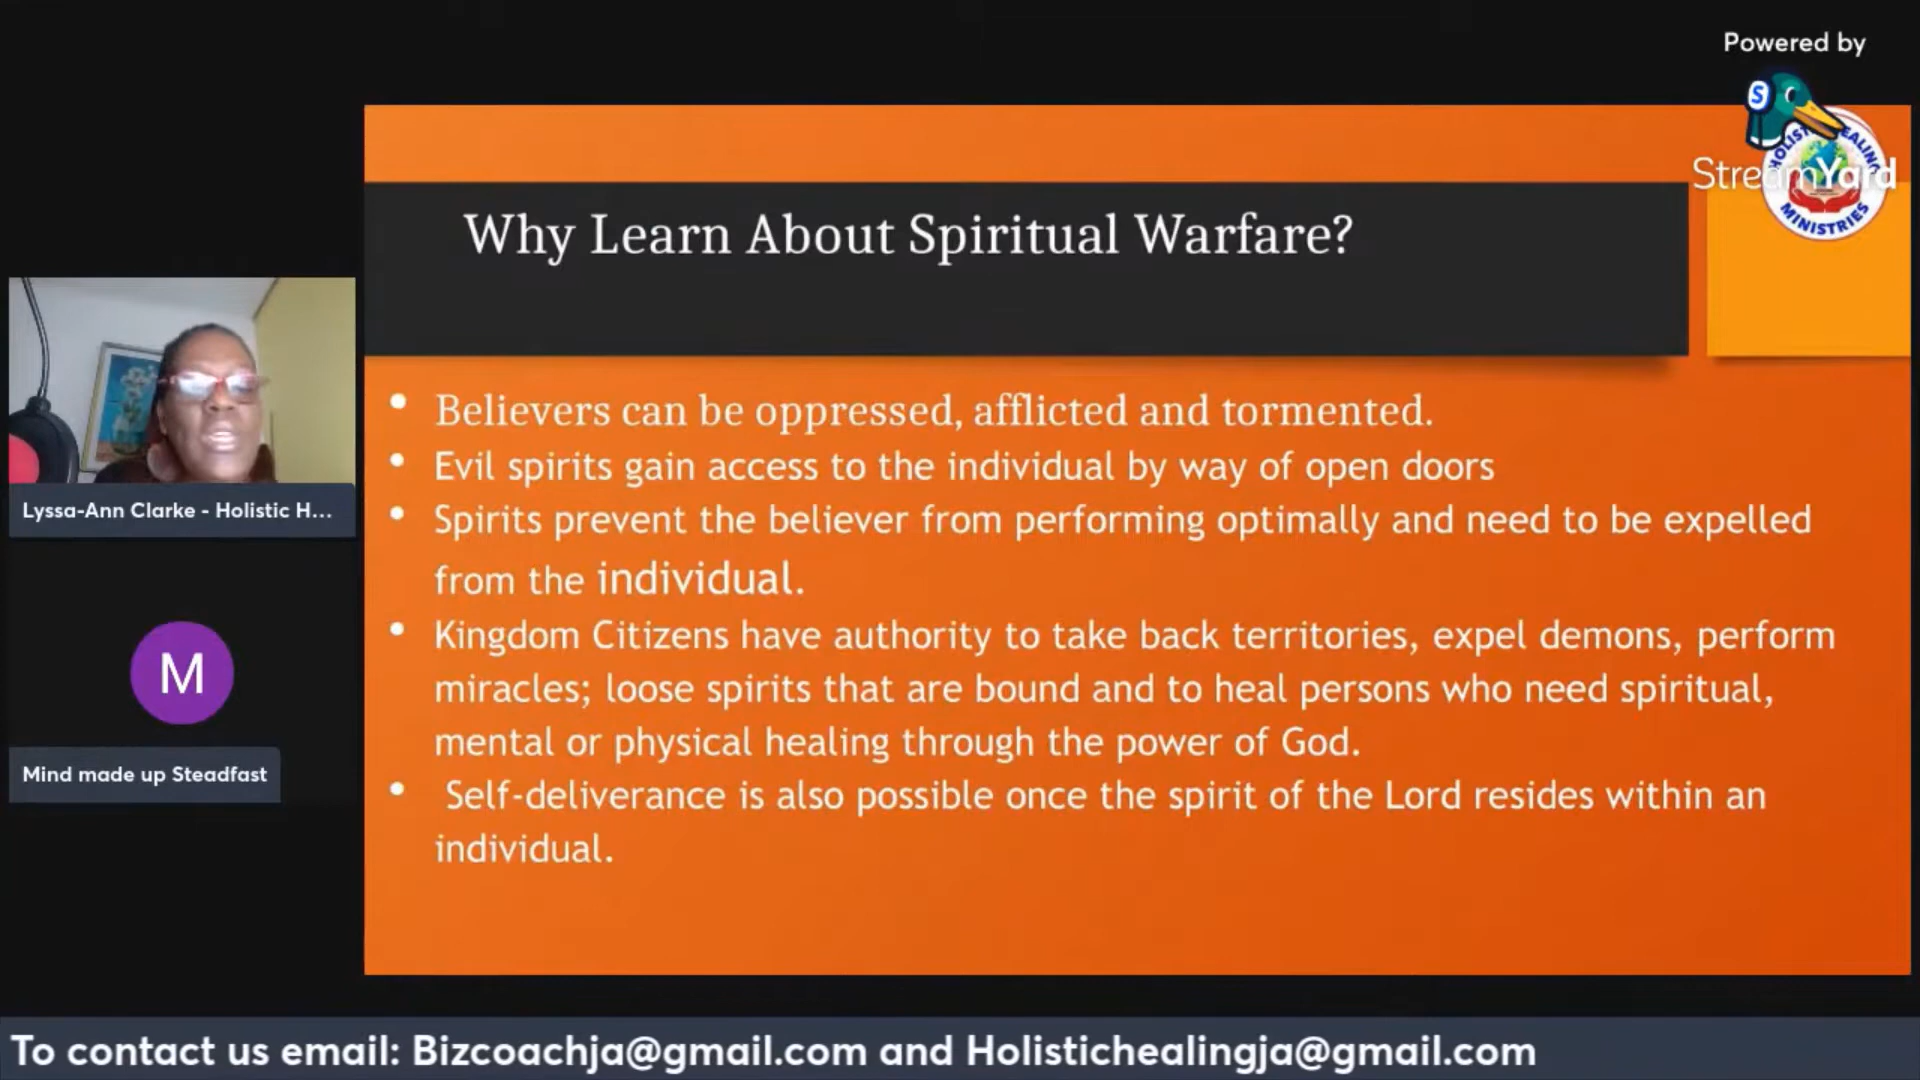 Powered by
S
StreamYard
HOLISTIC HEALING
MINISTRIES
Why Learn About Spiritual Warfare?
• Believers can be oppressed, afflicted and tormented.
• Evil spirits gain access to the individual by way of open doors
• Spirits prevent the believer from performing optimally and need to be expelled
from the individual.
• Kingdom Citizens have authority to take back territories, expel demons, perform
miracles; loose spirits that are bound and to heal persons who need spiritual,
mental or physical healing through the power of God.
• Self-deliverance is also possible once the spirit of the Lord resides within an
individual.
Lyssa-Ann Clarke - Holistic H...
M
Mind made up Steadfast
To contact us email: Bizcoachja@gmail.com and Holistichealingja@gmail.com